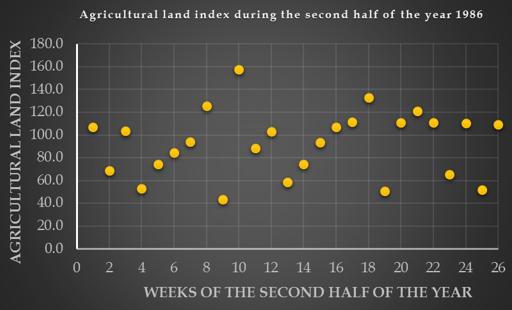 Agricultural land index during the second half of the year 1986
AGRICULTURAL LAND INDEX
180.0
160.0
140.0
120.0
100.0
80.0
60.0
40.0
20.0
0.0
0 2 4 6 8 10 12 14 16 18 20 22 24 26
WEEKS OF THE SECOND HALF OF THE YEAR